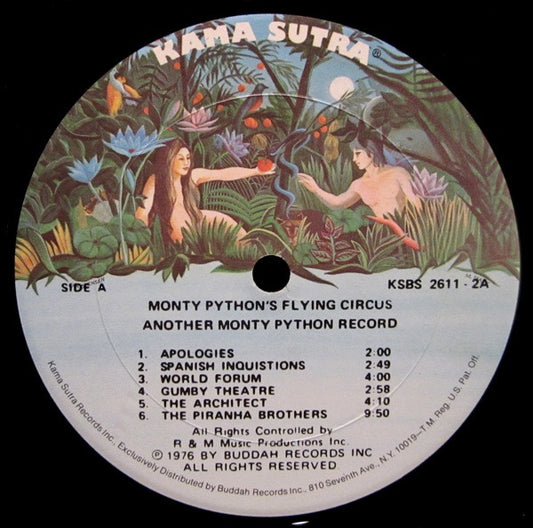 KAMA SUTRA®
SIDE A
KSBS 2611 - 2A
MONTY PYTHON'S FLYING CIRCUS
ANOTHER MONTY PYTHON RECORD
1. APOLOGIES 2:00
2. SPANISH INQUISTIONS 2:49
3. WORLD FORUM 4:00
4. GUMBY THEATRE 2:58
5. THE ARCHITECT 4:10
6. THE PIRANHA BROTHERS 9:50
All Rights Controlled by
R & M Music Productions Inc.
Ⓟ 1976 BY BUDDAH RECORDS INC
ALL RIGHTS RESERVED
Kama Sutra Records Inc., Exclusively Distributed by Buddah Records Inc., 810 Seventh Ave., N.Y. 10019—T.M. Reg. U.S. Pat. Off.